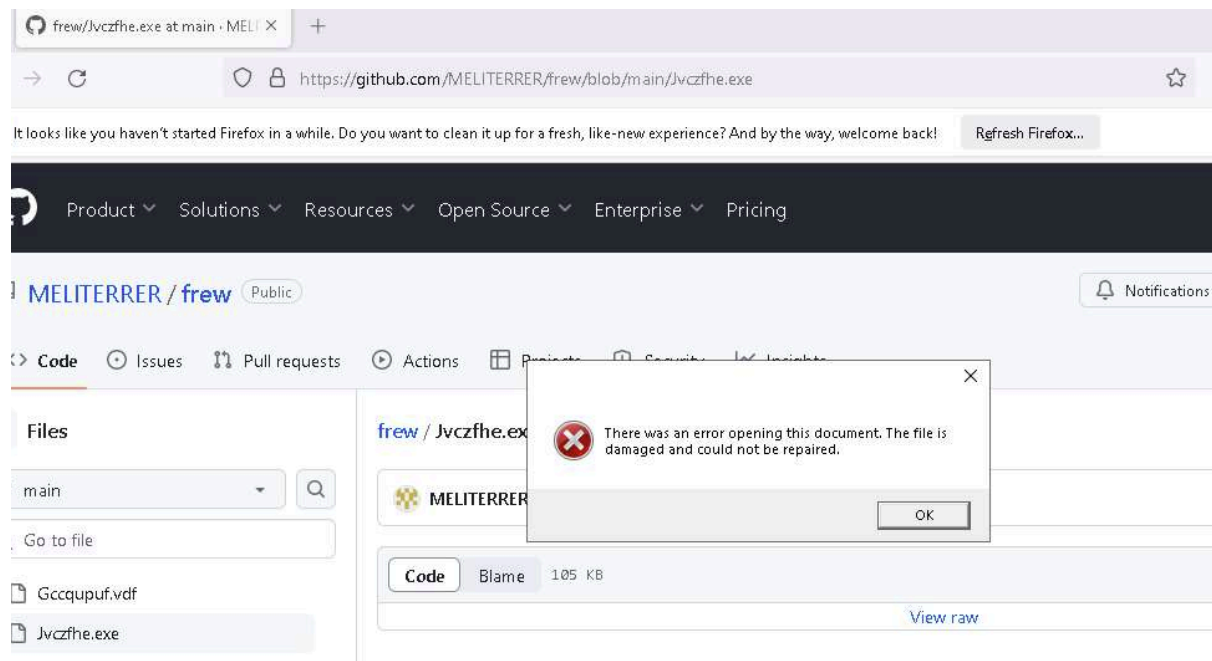 frew/Jvczfhe.exe at main · MELT
https://github.com/MELITERRER/frew/blob/main/Jvczfhe.exe
It looks like you haven't started Firefox in a while. Do you want to clean it up for a fresh, like-new experience? And by the way, welcome back! Refresh Firefox...
Product Solutions Resources Open Source Enterprise Pricing
MELITERRER / frew Public Notifications
Code Issues Pull requests Actions
Files
frew / Jvczfhe.ex
There was an error opening this document. The file is
damaged and could not be repaired.
main
MELITERRER
OK
Go to file
Code Blame 105 KB
Gccqupuf.vdf
View raw
Jvczfhe.exe